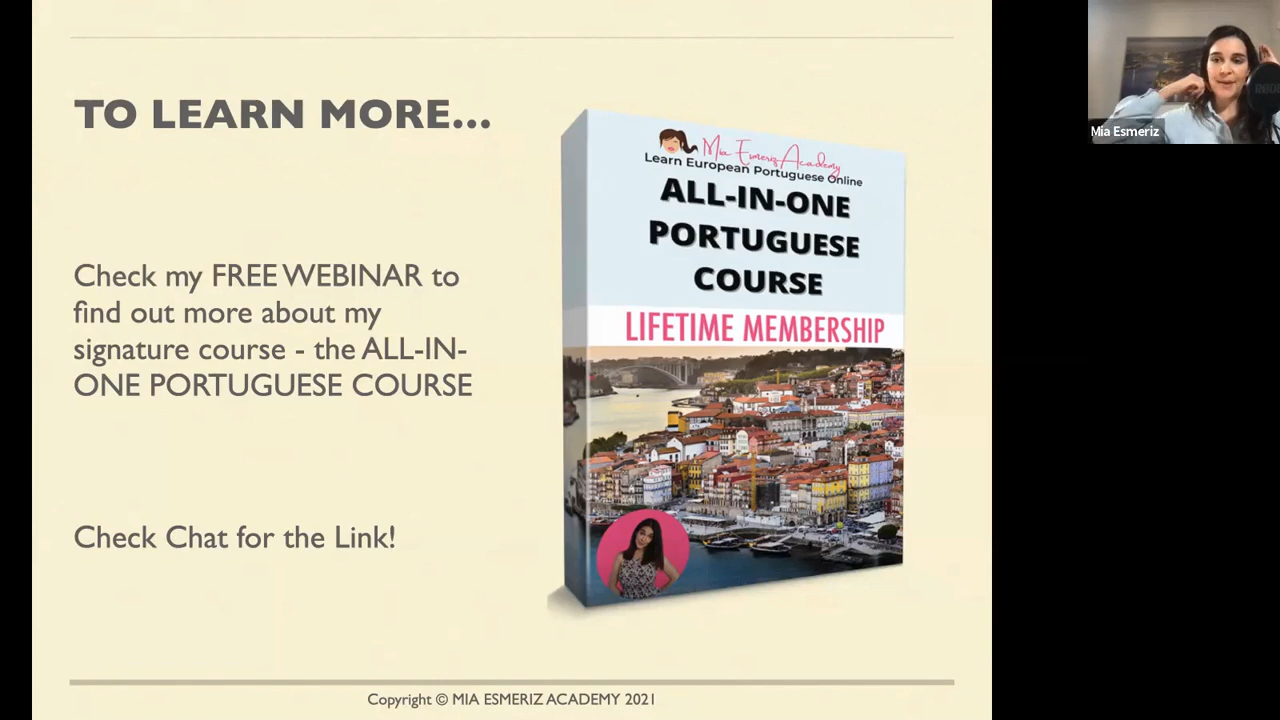 TO LEARN MORE...
Check my FREE WEBINAR to
find out more about my
signature course - the ALL-IN-
ONE PORTUGUESE COURSE
Check Chat for the Link!
Mia Esmeriz Academy
Learn European Portuguese Online
ALL-IN-ONE
PORTUGUESE
COURSE
LIFETIME MEMBERSHIP
Copyright © MIA ESMERIZ ACADEMY 2021
Mia Esmeriz